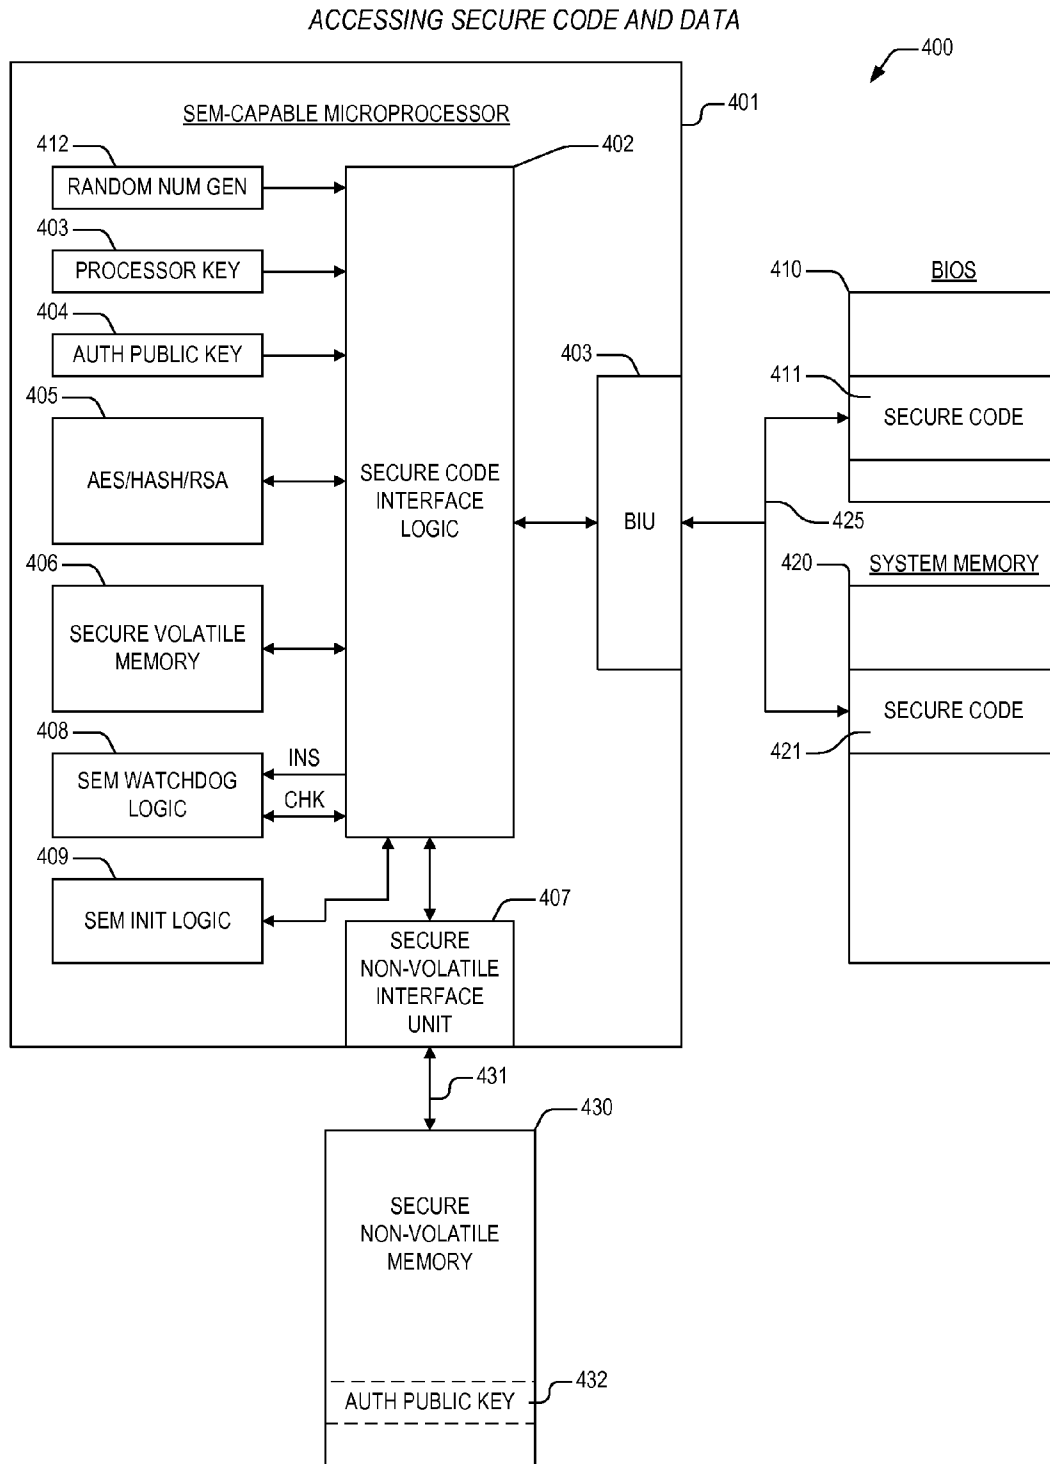 ACCESSING SECURE CODE AND DATA
400
SEM-CAPABLE MICROPROCESSOR
401
412
RANDOM NUM GEN
402
403
PROCESSOR KEY
404
AUTH PUBLIC KEY
405
AES/HASH/RSA
406
SECURE VOLATILE
MEMORY
408
SEM WATCHDOG
LOGIC
INS
CHK
409
SEM INIT LOGIC
SECURE CODE
INTERFACE
LOGIC
403
BIU
407
SECURE
NON-VOLATILE
INTERFACE
UNIT
410
BIOS
411
SECURE CODE
425
420
SYSTEM MEMORY
SECURE CODE
421
431
430
SECURE
NON-VOLATILE
MEMORY
AUTH PUBLIC KEY
432